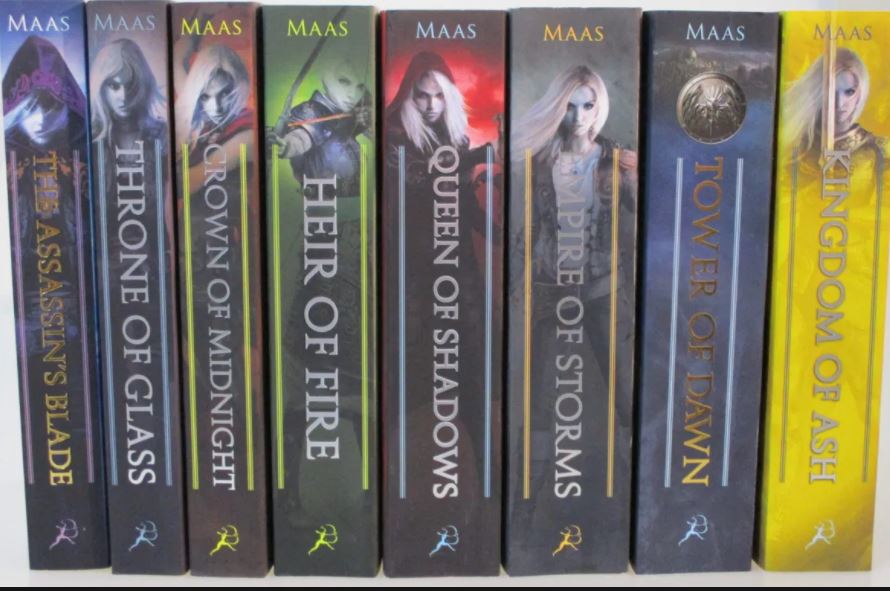 MAAS
THE ASSASSIN'S BLADE
MAAS
THRONE OF GLASS
MAAS
CROWN OF MIDNIGHT
MAAS
HEIR OF FIRE
MAAS
QUEEN OF SHADOWS
MAAS
EMPIRE OF STORMS
MAAS
TOWER OF DAWN
MAAS
KINGDOM OF ASH